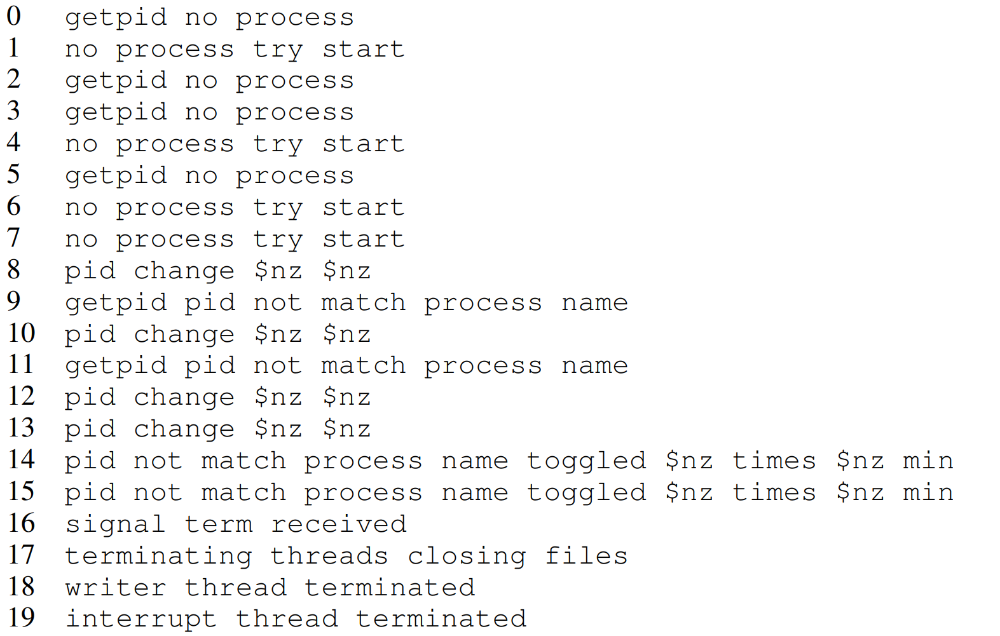 0 getpid no process
1 no process try start
2 getpid no process
3 getpid no process
4 no process try start
5 getpid no process
6 no process try start
7 no process try start
8 pid change $nz $nz
9 getpid pid not match process name
10 pid change $nz $nz
11 getpid pid not match process name
12 pid change $nz $nz
13 pid change $nz $nz
14 pid not match process name toggled $nz times $nz min
15 pid not match process name toggled $nz times $nz min
16 signal term received
17 terminating threads closing files
18 writer thread terminated
19 interrupt thread terminated